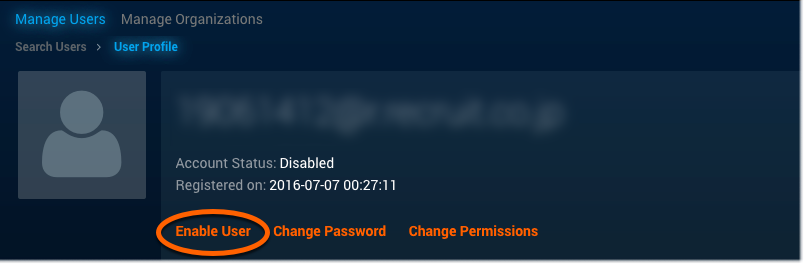 Manage Users Manage Organizations
Search Users > User Profile
Account Status: Disabled
Registered on: 2016-07-07 00:27:11
Enable User Change Password Change Permissions